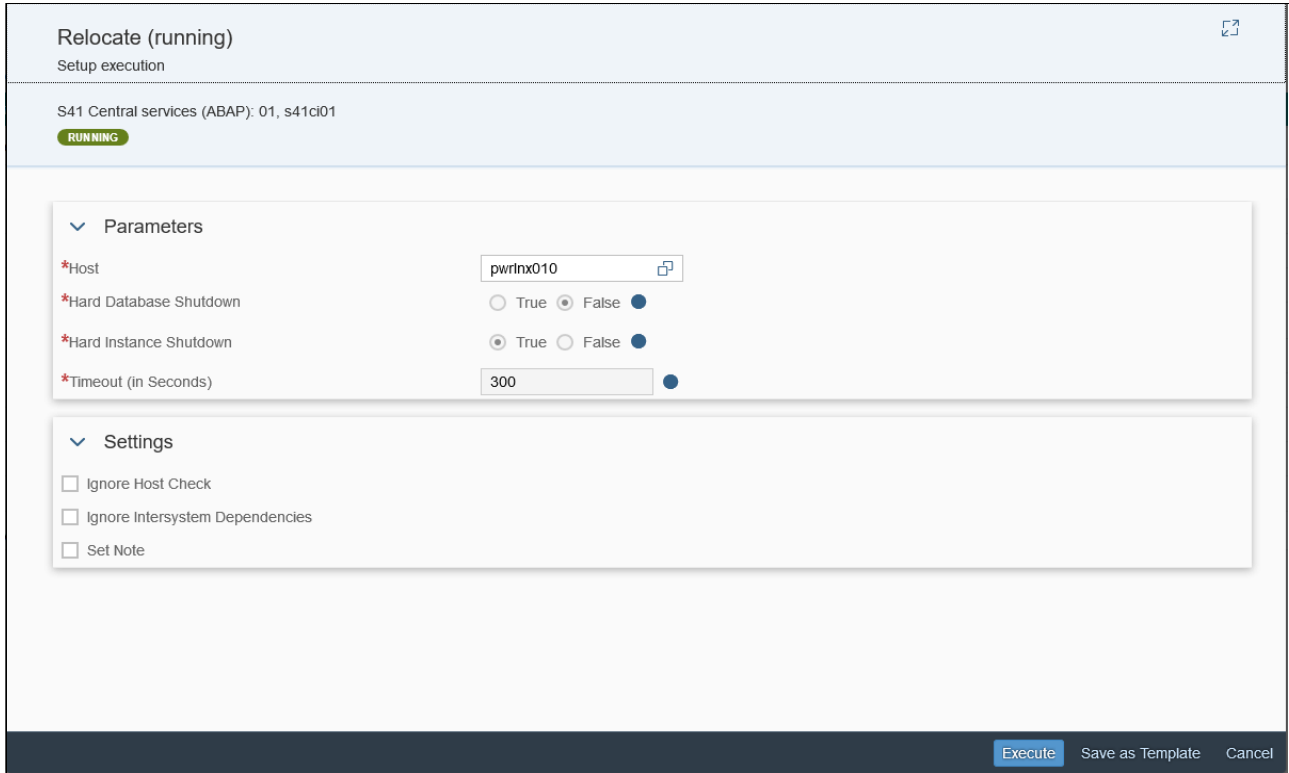 Relocate (running)
Setup execution
S41 Central services (ABAP): 01, s41ci01
RUNNING
Parameters
*Host pwrlnx010
*Hard Database Shutdown True False
*Hard Instance Shutdown True False
*Timeout (in Seconds) 300
Settings
Ignore Host Check
Ignore Intersystem Dependencies
Set Note
Execute Save as Template Cancel